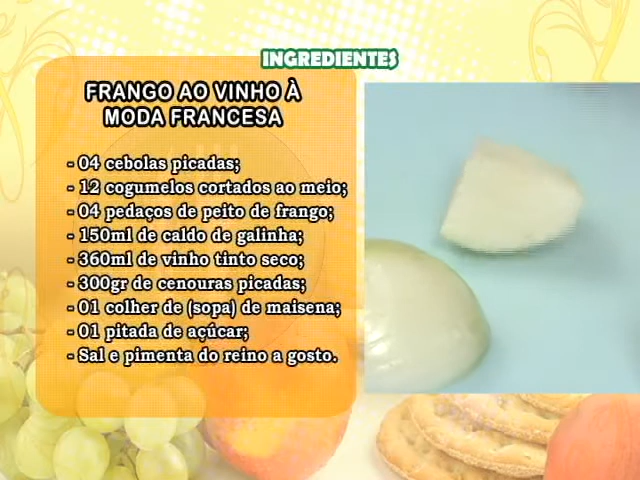 INGREDIENTES
FRANGO AO VINHO À
MODA FRANCESA
- 04 cebolas picadas;
- 12 cogumelos cortados ao meio;
- 04 pedaços de peito de frango;
- 150ml de caldo de galinha;
- 360ml de vinho tinto seco;
- 300gr de cenouras picadas;
- 01 colher de (sopa) de maisena;
- 01 pitada de açúcar;
- Sal e pimenta do reino a gosto.